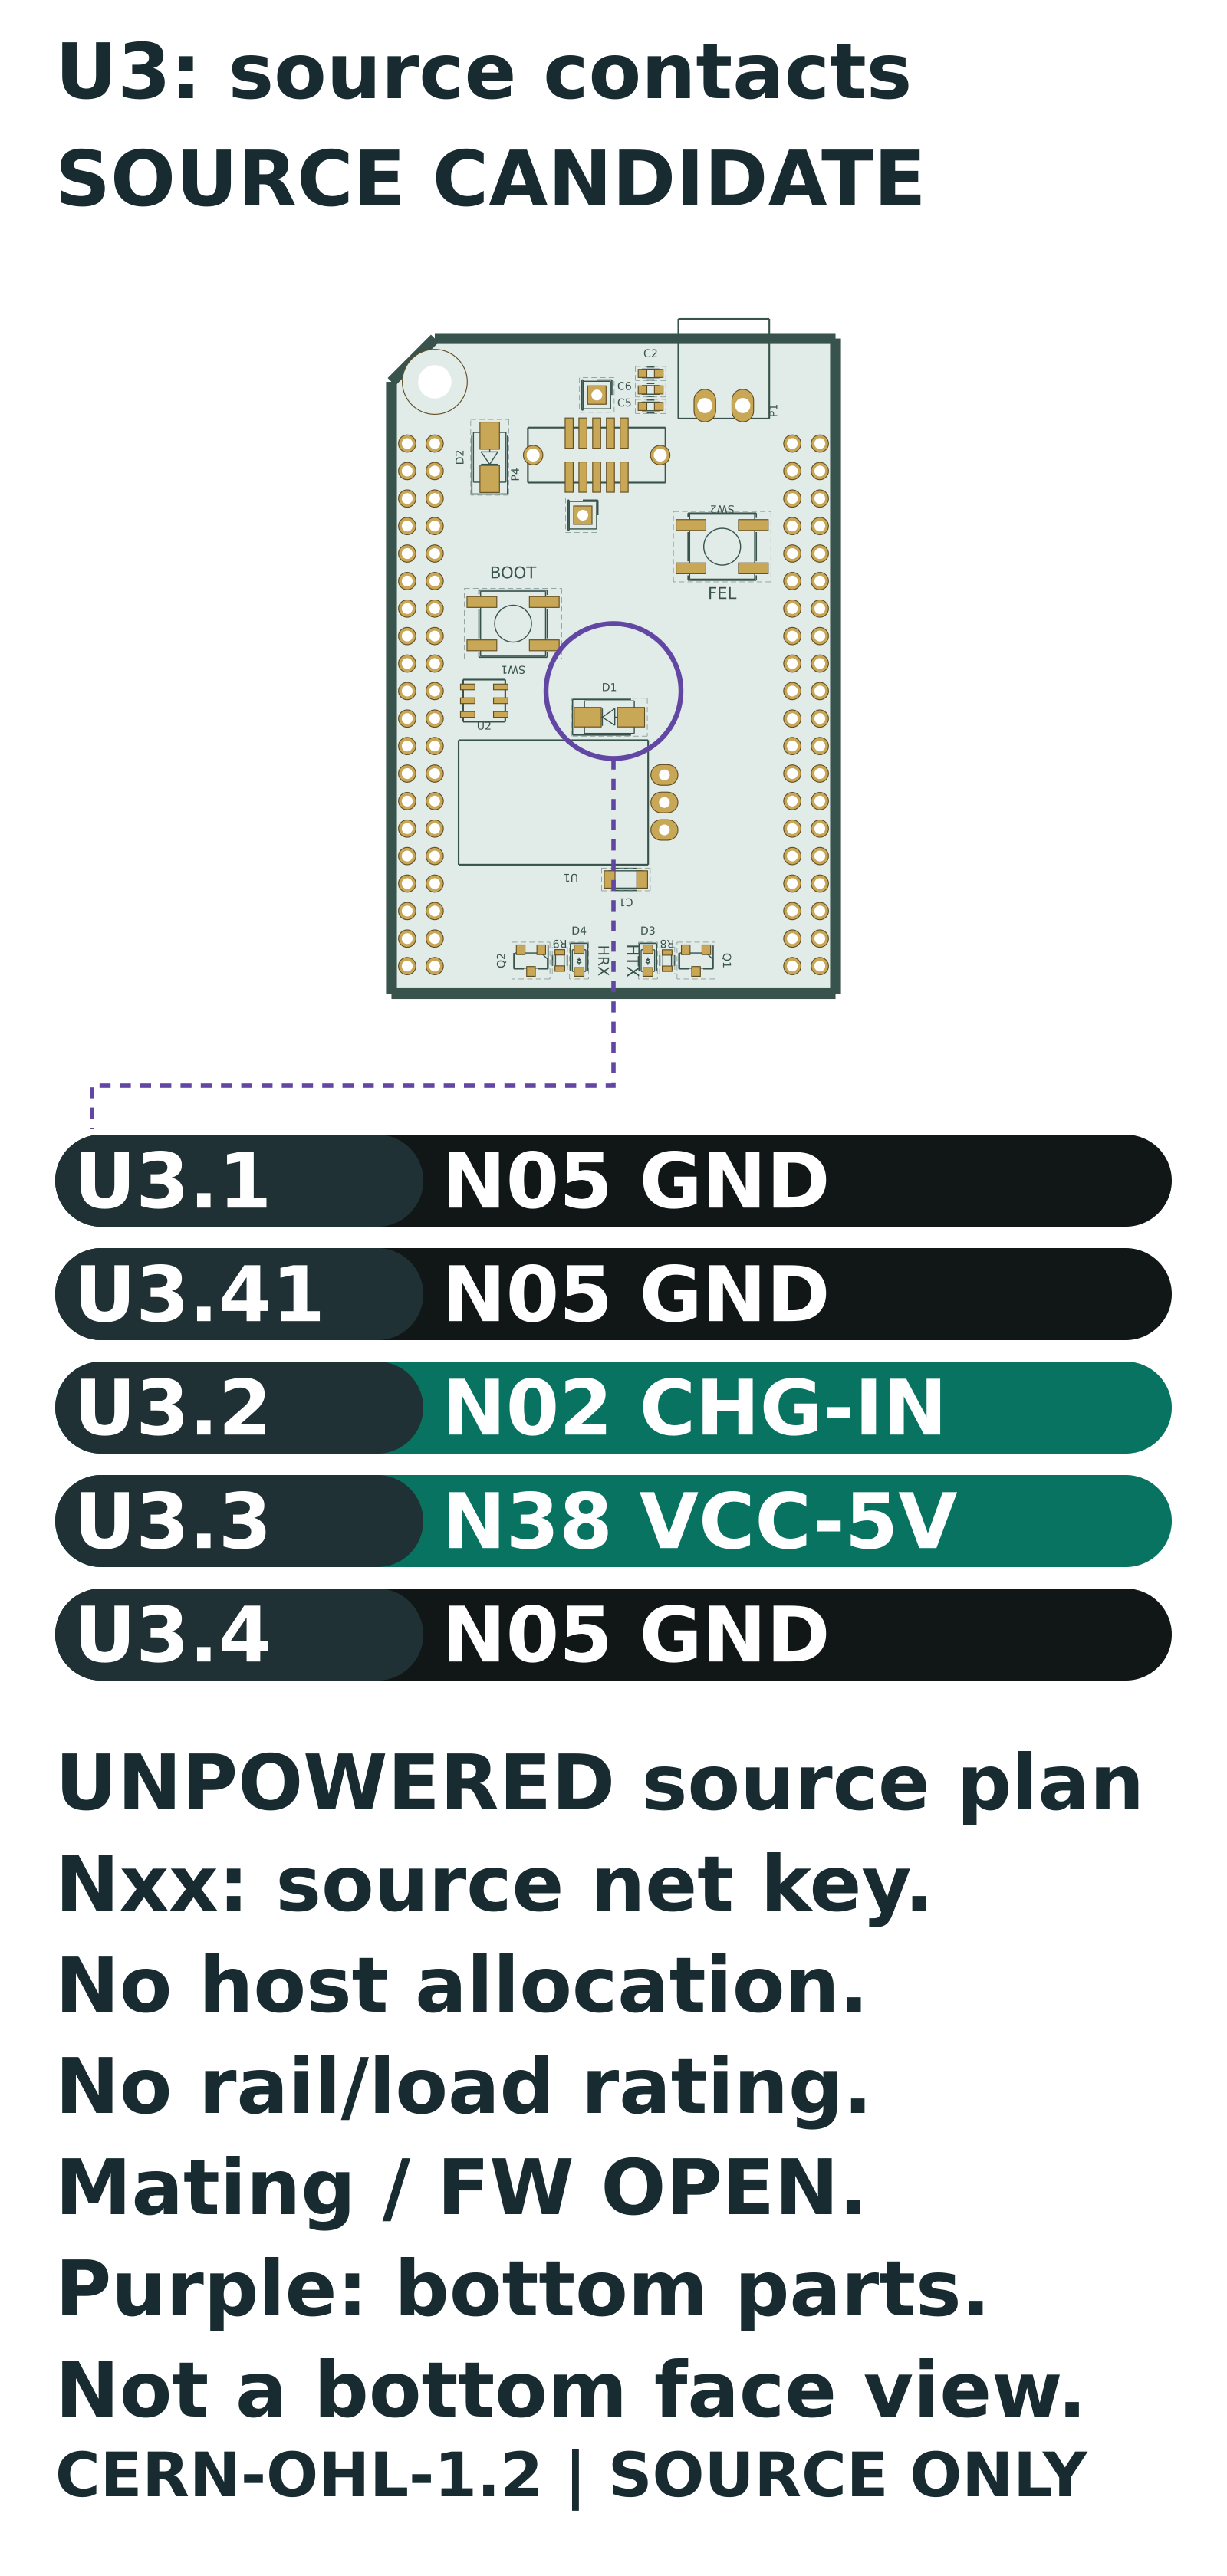 U3: source contacts
SOURCE CANDIDATE
C2
C6
C5
P1
D2
P4
SW2
BOOT
FEL
SW1
D1
U2
U1
C1
D4
D3
Q2
R9
HRX
HTX
R8
Q1
U3.1 N05 GND
U3.41 N05 GND
U3.2 N02 CHG-IN
U3.3 N38 VCC-5V
U3.4 N05 GND
UNPOWERED source plan
Nxx: source net key.
No host allocation.
No rail/load rating.
Mating / FW OPEN.
Purple: bottom parts.
Not a bottom face view.
CERN-OHL-1.2 | SOURCE ONLY